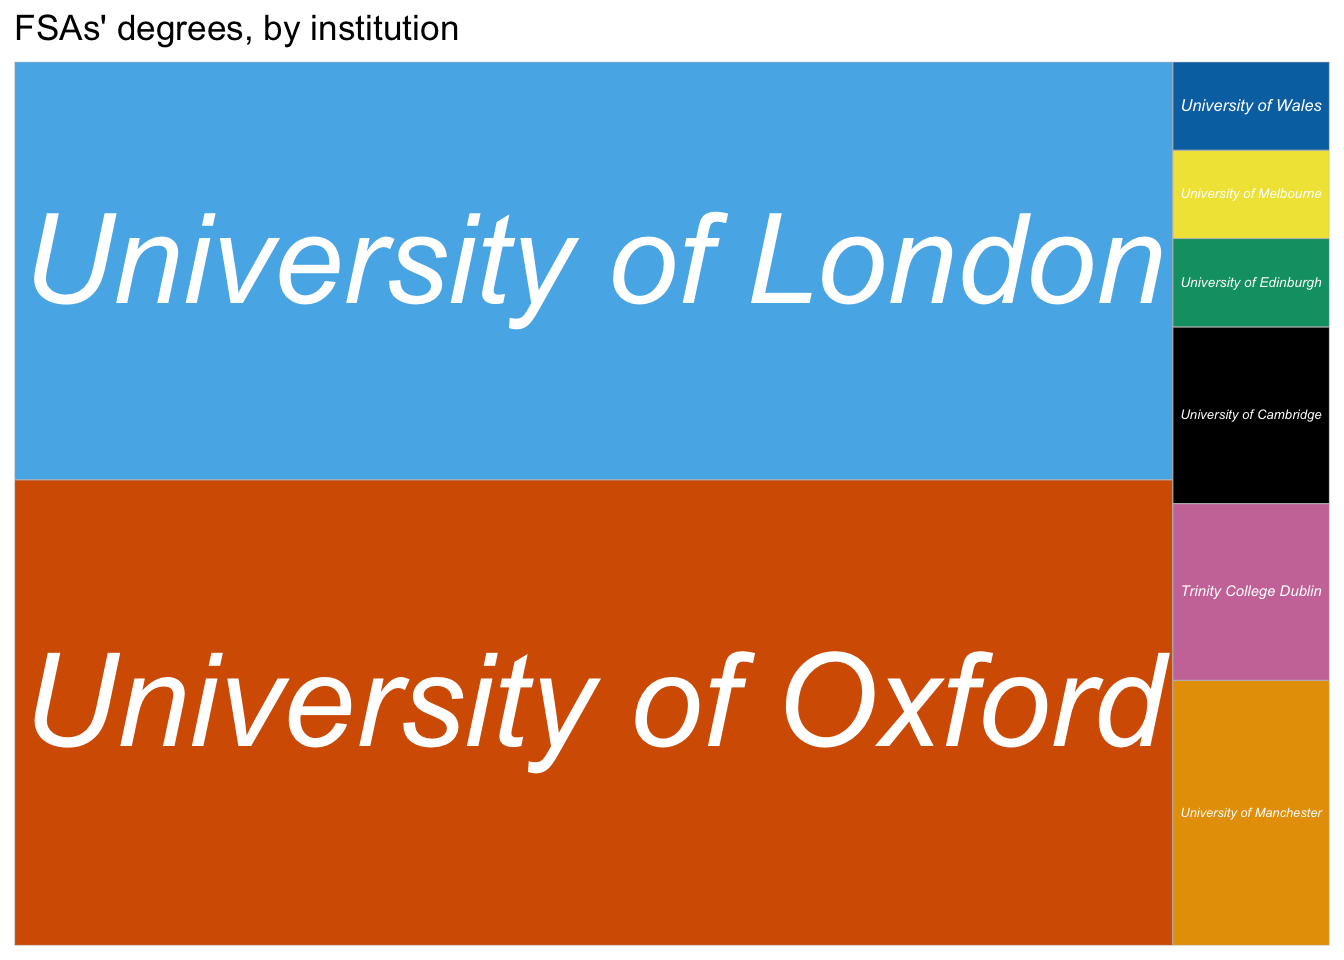 FSAs' degrees, by institution
University of London
University of Oxford
University of Wales
University of Melbourne
University of Edinburgh
University of Cambridge
Trinity College Dublin
University of Manchester